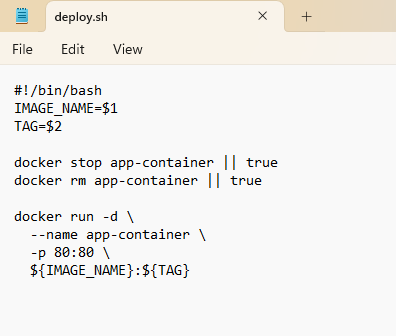 deploy.sh
File Edit View
#!/bin/bash
IMAGE_NAME=$1
TAG=$2
docker stop app-container || true
docker rm app-container || true
docker run -d \
--name app-container \
-p 80:80 \
${IMAGE_NAME}:${TAG}